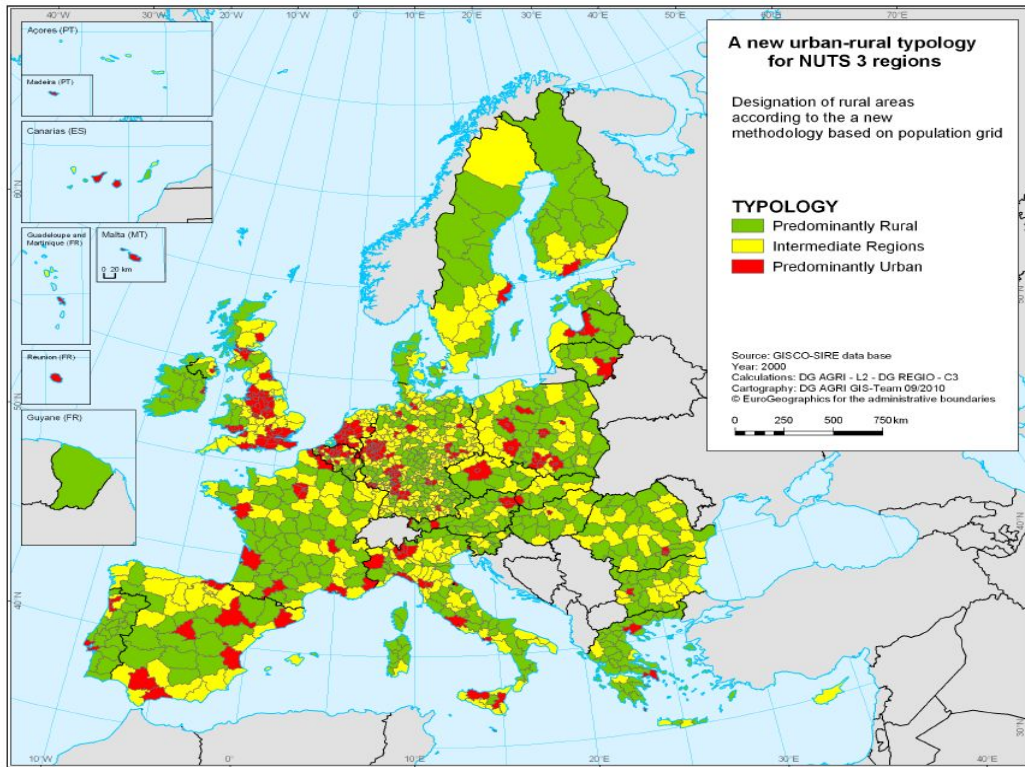 40°W
30°W
20°W
10°W
0°
10°E
20°E
30°E
40°E
50°E
60°E
70°E
Açores (PT)
Madeira (PT)
Canarias (ES)
Guadeloupe and
Martinique (FR)
Malta (MT)
0 20 km
Réunion (FR)
Guyane (FR)
A new urban-rural typology
for NUTS 3 regions
Designation of rural areas
according to the a new
methodology based on population grid
TYPOLOGY
Predominantly Rural
Intermediate Regions
Predominantly Urban
Source: GISCO-SIRE data base
Year: 2000
Calculations: DG AGRI - L2 - DG REGIO - C3
Cartography: DG AGRI GIS-Team 09/2010
© EuroGeographics for the administrative boundaries
0 250 500 750 km
60°N
50°N
40°N
40°N
30°N
10°W
0°
10°E
20°E
30°E
40°E